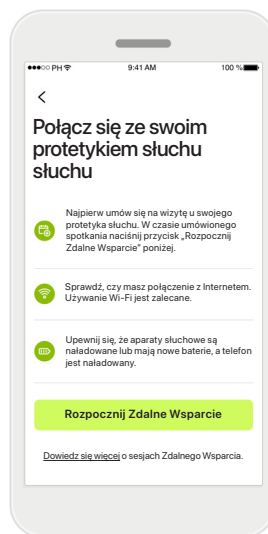 ●●●○○ PH 9:41 AM 100 %
Połącz się ze swoim
protetykiem słuchu
słuchu
Najpierw umów się na wizytę u swojego
protetyka słuchu. W czasie umówionego
spotkania naciśnij przycisk „Rozpocznij
Zdalne Wsparcie” poniżej.
Sprawdź, czy masz połączenie z Internetem.
Używanie Wi-Fi jest zalecane.
Upewnij się, że aparaty słuchowe są
naładowane lub mają nowe baterie, a telefon
jest naładowany.
Rozpocznij Zdalne Wsparcie
Dowiedz się więcej o sesjach Zdalnego Wsparcia.